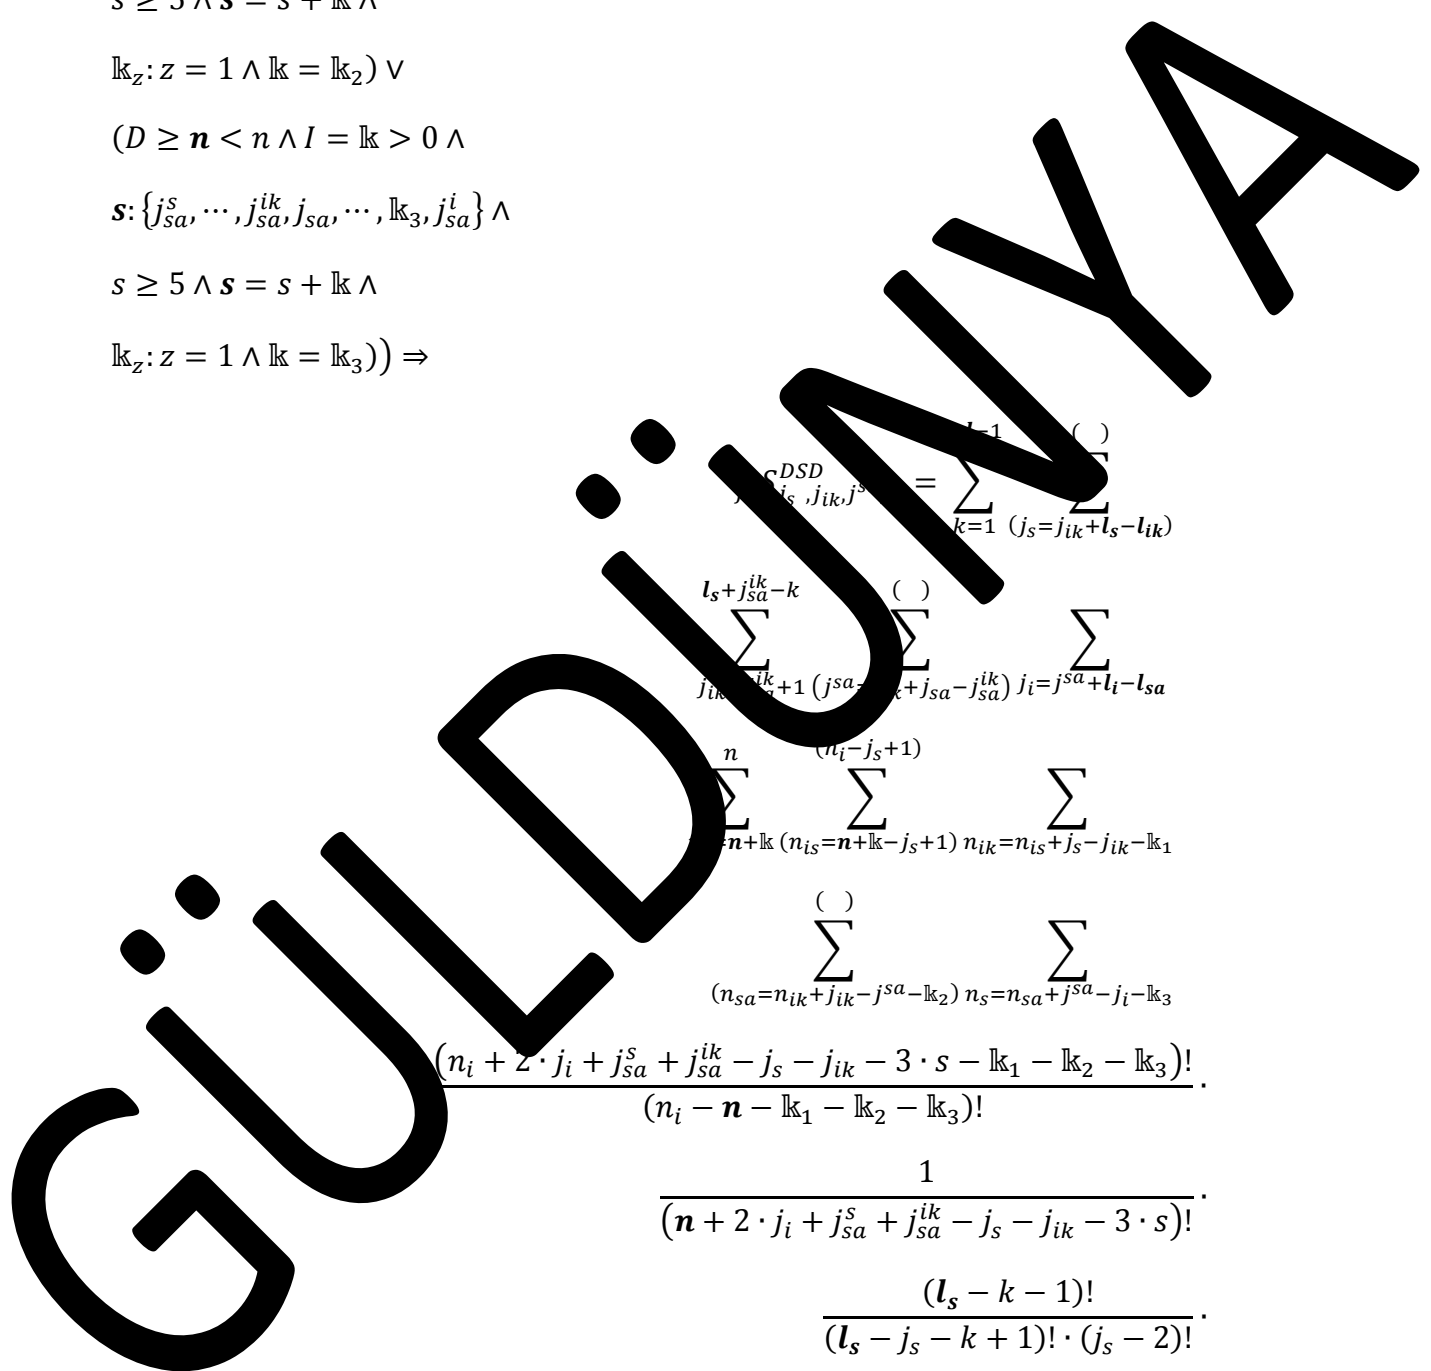 s ≥ 5 ∧ 𝒔 = s + 𝕜 ∧
𝕜_z: z = 1 ∧ 𝕜 = 𝕜_2) ∨
(D ≥ 𝒏 < n ∧ I = 𝕜 > 0 ∧
𝒔: {j_{sa}^{s}, ⋯, j_{sa}^{ik}, j_{sa}, ⋯, 𝕜_3, j_{sa}^{i}} ∧
s ≥ 5 ∧ 𝒔 = s + 𝕜 ∧
𝕜_z: z = 1 ∧ 𝕜 = 𝕜_3)) ⇒
GÜLDÜNYA
DSD = ∑_{k=1} ∑_{(j_s=j_{ik}+𝒍_𝒔−𝒍_{𝒊𝒌})}^{( )}
∑^{𝒍_𝒔+j_{sa}^{ik}−k} ∑^{( )} ∑_{j_i=j^{sa}+𝒍_𝒊−𝒍_{𝒔𝒂}}
∑^{n} ∑_{(n_{is}=𝒏+𝕜−j_s+1)}^{(n_i−j_s+1)} ∑_{n_{ik}=n_{is}+j_s−j_{ik}−𝕜_1}
∑_{(n_{sa}=n_{ik}+j_{ik}−j^{sa}−𝕜_2)}^{( )} ∑_{n_s=n_{sa}+j^{sa}−j_i−𝕜_3}
(n_i + 2 · j_i + j_{sa}^{s} + j_{sa}^{ik} − j_s − j_{ik} − 3 · s − 𝕜_1 − 𝕜_2 − 𝕜_3)! ·
(n_i − 𝒏 − 𝕜_1 − 𝕜_2 − 𝕜_3)!
1 ·
(𝒏 + 2 · j_i + j_{sa}^{s} + j_{sa}^{ik} − j_s − j_{ik} − 3 · s)!
(𝒍_𝒔 − k − 1)! ·
(𝒍_𝒔 − j_s − k + 1)! · (j_s − 2)!